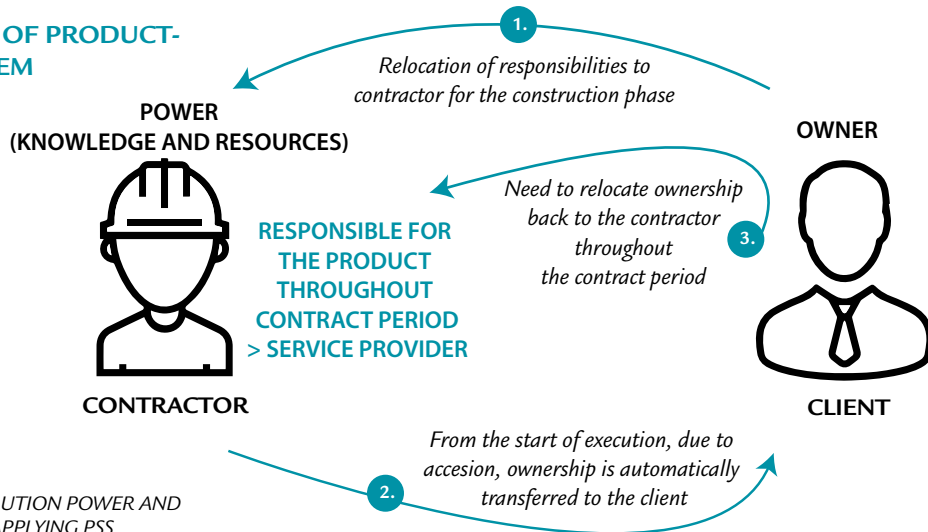 OF PRODUCT-
EM
1.
Relocation of responsibilities to
contractor for the construction phase
POWER
(KNOWLEDGE AND RESOURCES)
OWNER
Need to relocate ownership
back to the contractor
throughout
the contract period
3.
RESPONSIBLE FOR
THE PRODUCT
THROUGHOUT
CONTRACT PERIOD
> SERVICE PROVIDER
CONTRACTOR
CLIENT
From the start of execution, due to
accesion, ownership is automatically
transferred to the client
2.
UTION POWER AND
APPLYING PSS